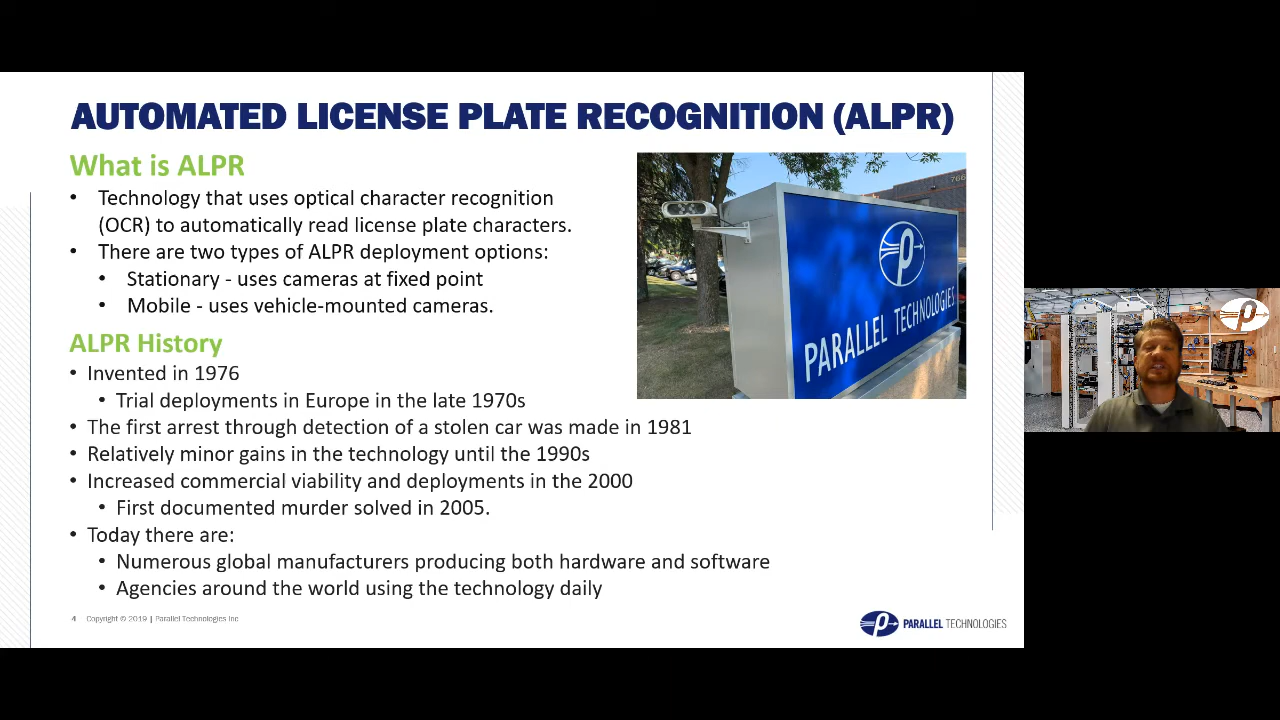 AUTOMATED LICENSE PLATE RECOGNITION (ALPR)
What is ALPR
• Technology that uses optical character recognition
(OCR) to automatically read license plate characters.
• There are two types of ALPR deployment options:
• Stationary - uses cameras at fixed point
• Mobile - uses vehicle-mounted cameras.
766
P
PARALLEL TECHNOLOGIES
ALPR History
• Invented in 1976
• Trial deployments in Europe in the late 1970s
• The first arrest through detection of a stolen car was made in 1981
• Relatively minor gains in the technology until the 1990s
• Increased commercial viability and deployments in the 2000
• First documented murder solved in 2005.
• Today there are:
• Numerous global manufacturers producing both hardware and software
• Agencies around the world using the technology daily
4 Copyright © 2019 | Parallel Technologies Inc
P PARALLEL TECHNOLOGIES
P